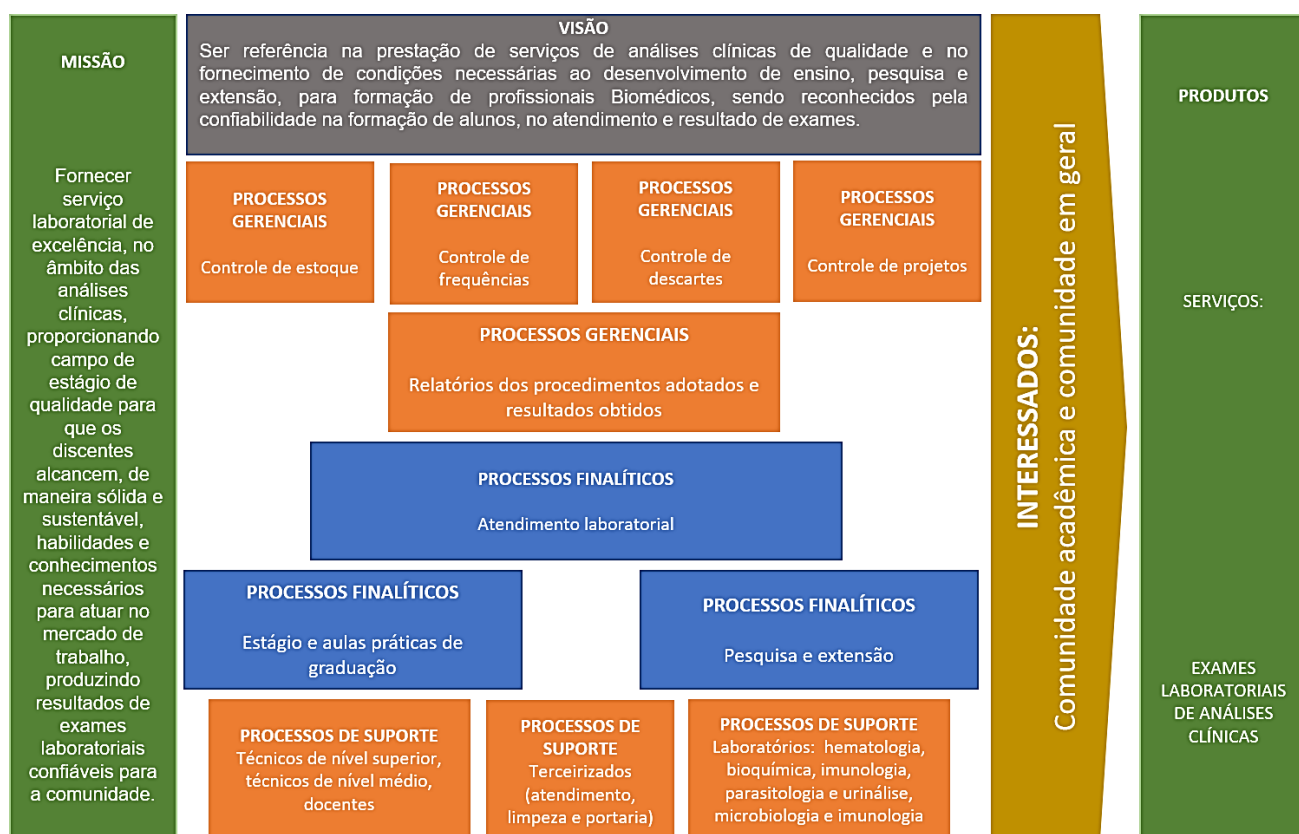 MISSÃO
Fornecer
serviço
laboratorial de
excelência, no
âmbito das
análises
clínicas,
proporcionando
campo de
estágio de
qualidade para
que os
discentes
alcancem, de
maneira sólida e
sustentável,
habilidades e
conhecimentos
necessários
para atuar no
mercado de
trabalho,
produzindo
resultados de
exames
laboratoriais
confiáveis para
a comunidade.
VISÃO
Ser referência na prestação de serviços de análises clínicas de qualidade e no
fornecimento de condições necessárias ao desenvolvimento de ensino, pesquisa e
extensão, para formação de profissionais Biomédicos, sendo reconhecidos pela
confiabilidade na formação de alunos, no atendimento e resultado de exames.
PROCESSOS
GERENCIAIS
Controle de estoque
PROCESSOS
GERENCIAIS
Controle de
frequências
PROCESSOS
GERENCIAIS
Controle de
descartes
PROCESSOS
GERENCIAIS
Controle de projetos
PROCESSOS GERENCIAIS
Relatórios dos procedimentos adotados e
resultados obtidos
PROCESSOS FINALÍTICOS
Atendimento laboratorial
PROCESSOS FINALÍTICOS
Estágio e aulas práticas de
graduação
PROCESSOS FINALÍTICOS
Pesquisa e extensão
PROCESSOS DE SUPORTE
Técnicos de nível superior,
técnicos de nível médio,
docentes
PROCESSOS DE
SUPORTE
Terceirizados
(atendimento,
limpeza e portaria)
PROCESSOS DE SUPORTE
Laboratórios: hematologia,
bioquímica, imunologia,
parasitologia e urinálise,
microbiologia e imunologia
INTERESSADOS:
Comunidade acadêmica e comunidade em geral
PRODUTOS
SERVIÇOS:
EXAMES
LABORATORIAIS
DE ANÁLISES
CLÍNICAS